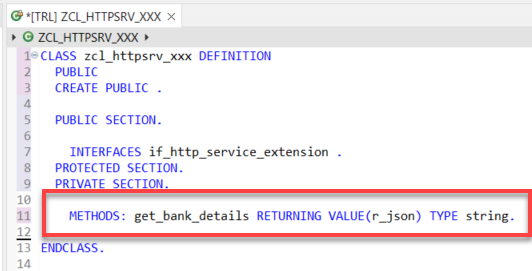 *[TRL] ZCL_HTTPSRV_XXX
ZCL_HTTPSRV_XXX
1 CLASS zcl_httpsrv_xxx DEFINITION
2 PUBLIC
3 CREATE PUBLIC .
4
5 PUBLIC SECTION.
6
7 INTERFACES if_http_service_extension .
8 PROTECTED SECTION.
9 PRIVATE SECTION.
10
11 METHODS: get_bank_details RETURNING VALUE(r_json) TYPE string.
12
13 ENDCLASS.
14